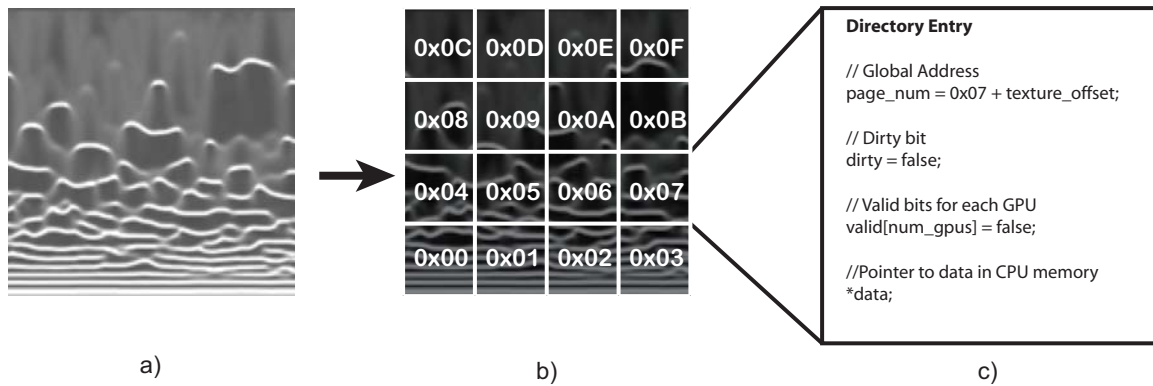 0x0C 0x0D 0x0E 0x0F
0x08 0x09 0x0A 0x0B
0x04 0x05 0x06 0x07
0x00 0x01 0x02 0x03
Directory Entry
// Global Address
page_num = 0x07 + texture_offset;
// Dirty bit
dirty = false;
// Valid bits for each GPU
valid[num_gpus] = false;
//Pointer to data in CPU memory
*data;
a) b) c)